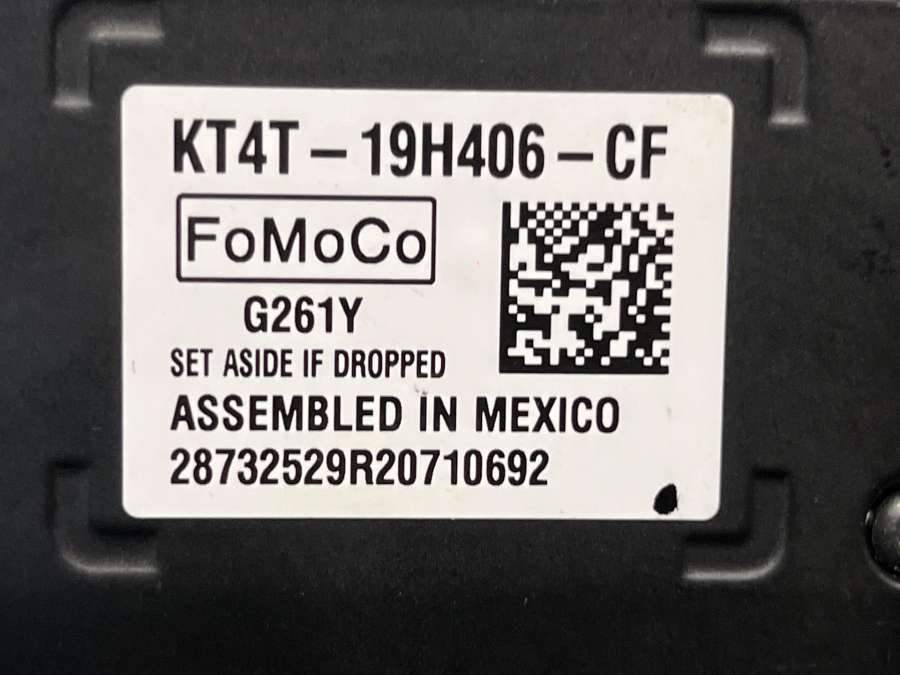 KT4T-19H406-CF
FoMoCo
G261Y
SET ASIDE IF DROPPED
ASSEMBLED IN MEXICO
28732529R20710692